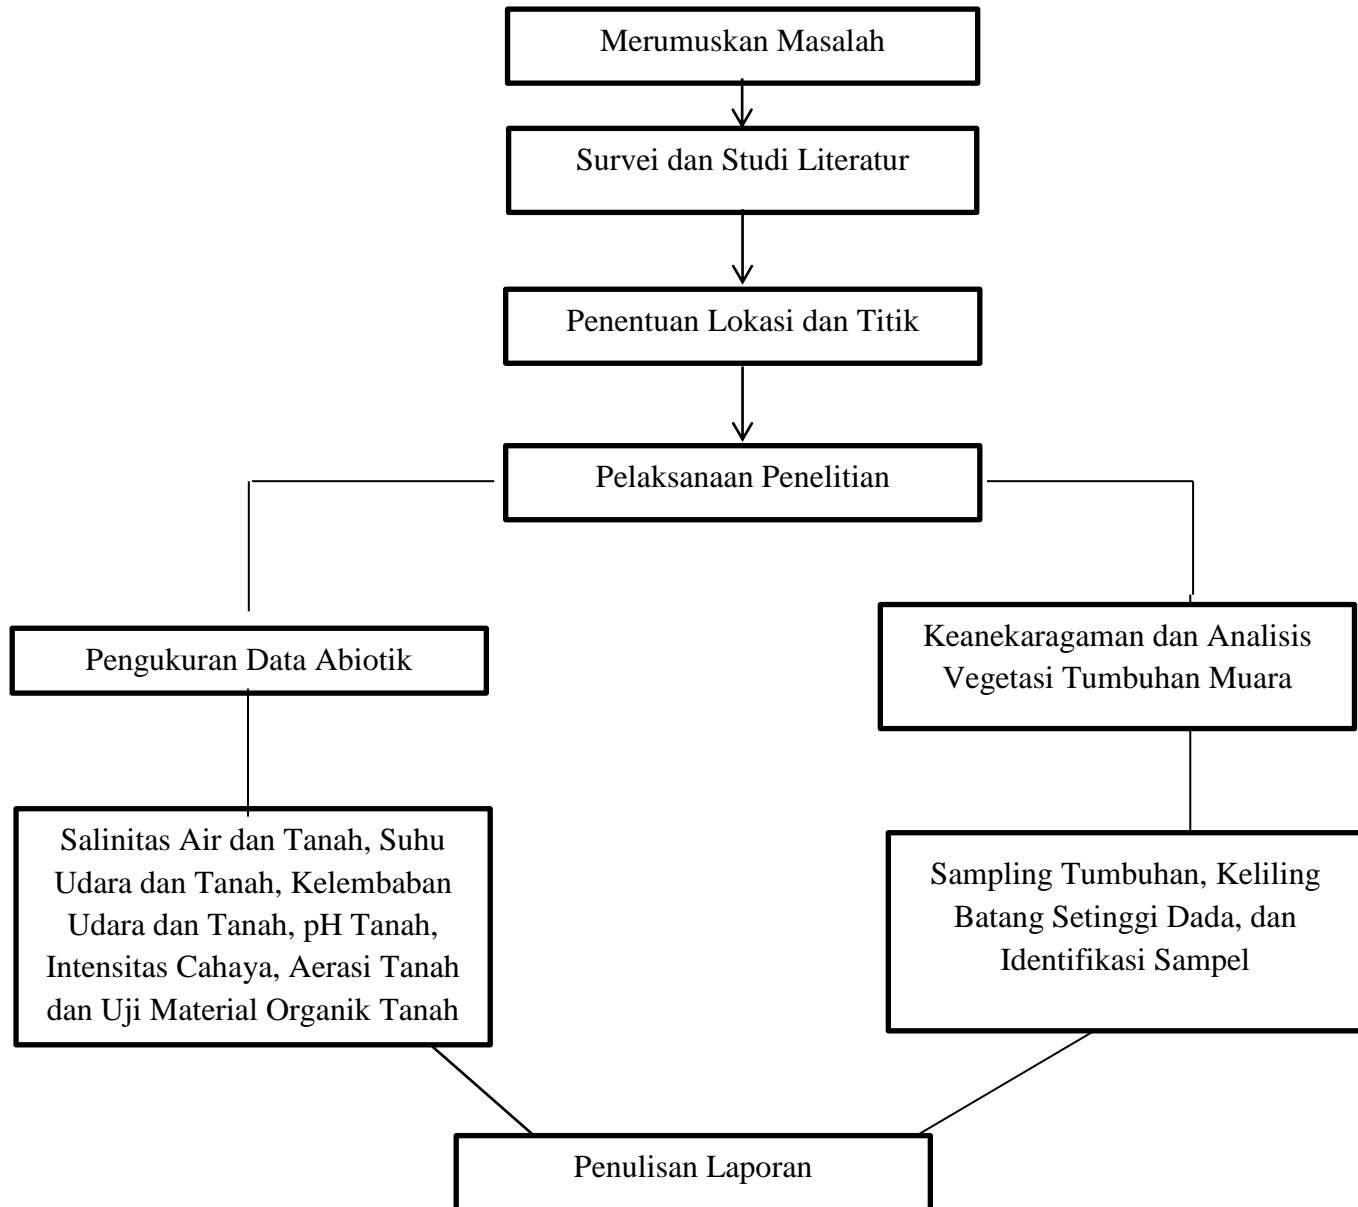 Merumuskan Masalah
Survei dan Studi Literatur
Penentuan Lokasi dan Titik
Pelaksanaan Penelitian
Pengukuran Data Abiotik
Keanekaragaman dan Analisis
Vegetasi Tumbuhan Muara
Salinitas Air dan Tanah, Suhu
Udara dan Tanah, Kelembaban
Udara dan Tanah, pH Tanah,
Intensitas Cahaya, Aerasi Tanah
dan Uji Material Organik Tanah
Sampling Tumbuhan, Keliling
Batang Setinggi Dada, dan
Identifikasi Sampel
Penulisan Laporan